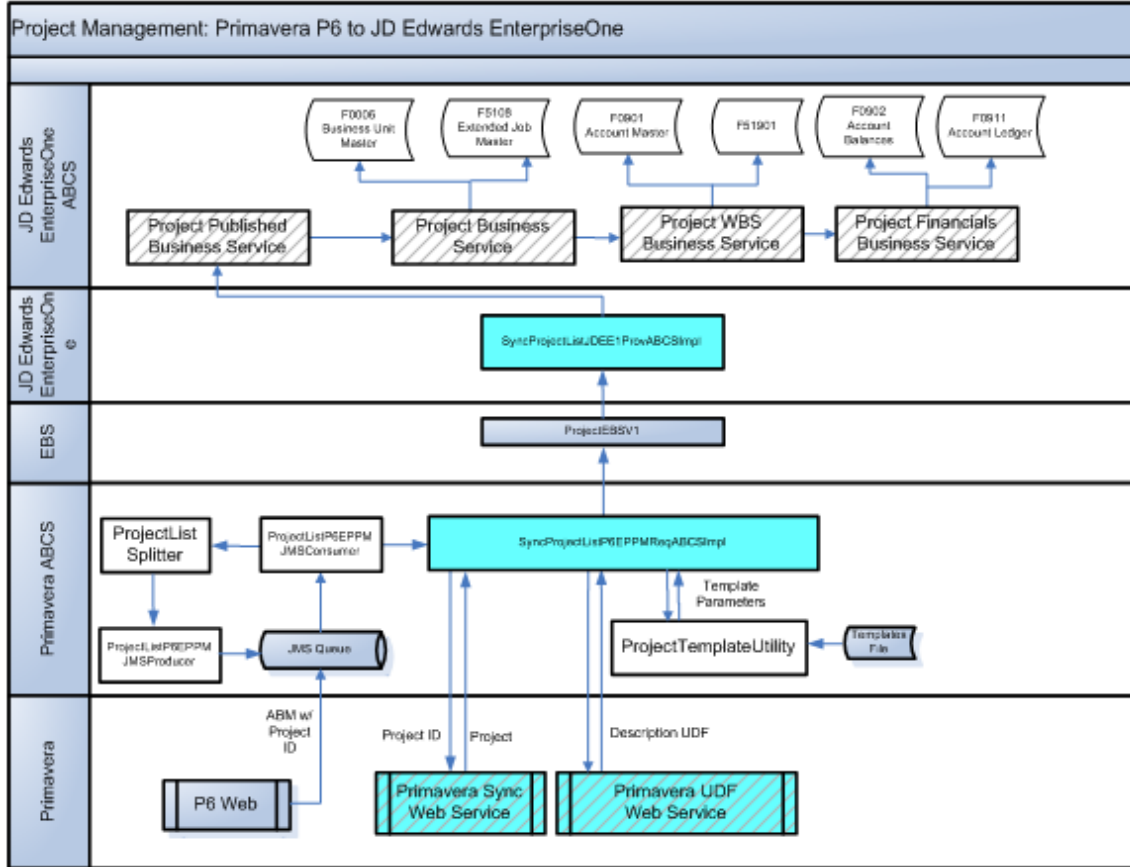 Project Management: Primavera P6 to JD Edwards EnterpriseOne
JD Edwards
EnterpriseOne
ABCS
F0006
Business Unit
Master
F5108
Extended Job
Master
F0901
Account Master
F51901
F0902
Account
Balances
F0911
Account Ledger
Project Published
Business Service
Project Business
Service
Project WBS
Business Service
Project Financials
Business Service
JD Edwards
EnterpriseOn
e
SyncProjectListJDEE1ProvABCSImpl
EBS
ProjectEBSV1
Primavera ABCS
ProjectList
Splitter
ProjectListP6EPPM
JMSConsumer
SyncProjectListP6EPPMReqABCSImpl
Template
Parameters
ProjectListP6EPPM
JMSProducer
JMS Queue
ProjectTemplateUtility
Templates
File
Primavera
ABM w/
Project
ID
Project ID
Project
Description UDF
P6 Web
Primavera Sync
Web Service
Primavera UDF
Web Service